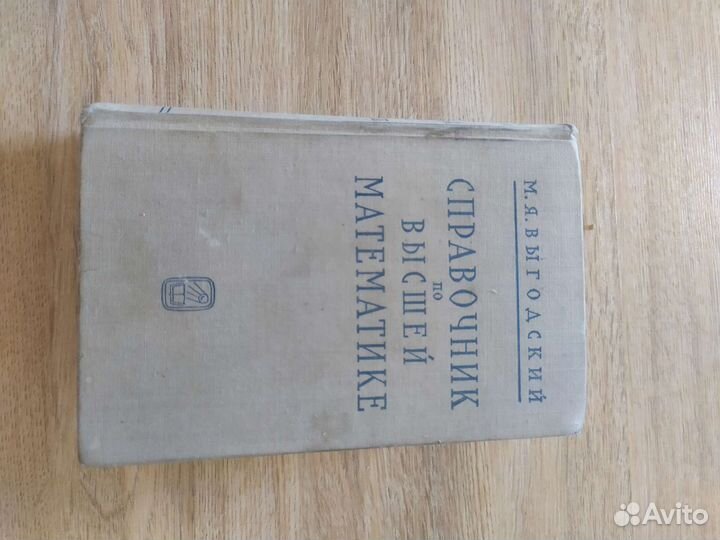 М. Я. ВЫГОДСКИЙ
СПРАВОЧНИК
ПО
ВЫСШЕЙ
МАТЕМАТИКЕ
Avito